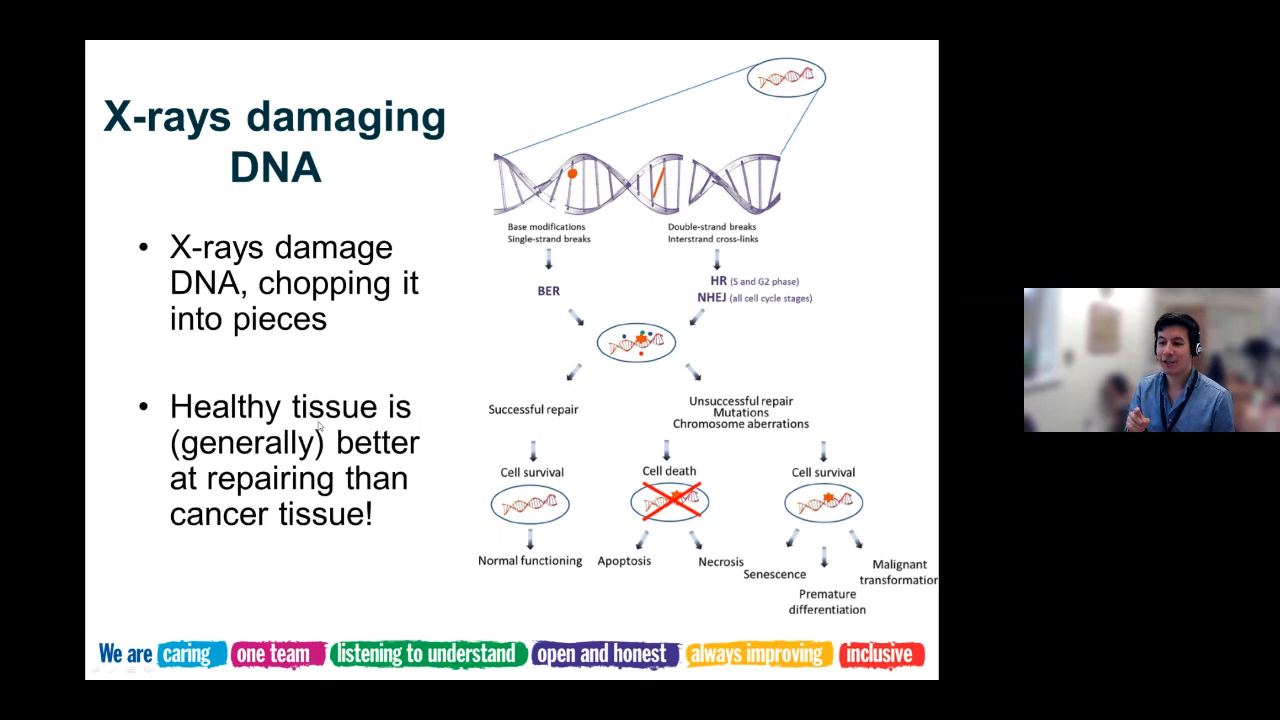 X-rays damaging
DNA
• X-rays damage
DNA, chopping it
into pieces
• Healthy tissue is
(generally) better
at repairing than
cancer tissue!
Base modifications
Single-strand breaks
Double-strand breaks
Interstrand cross-links
BER
HR (S and G2 phase)
NHEJ (all cell cycle stages)
Successful repair
Unsuccessful repair
Mutations
Chromosome aberrations
Cell survival
Cell death
Cell survival
Normal functioning
Apoptosis
Necrosis
Senescence
Premature
differentiation
Malignant
transformation
We are caring one team listening to understand open and honest always improving inclusive